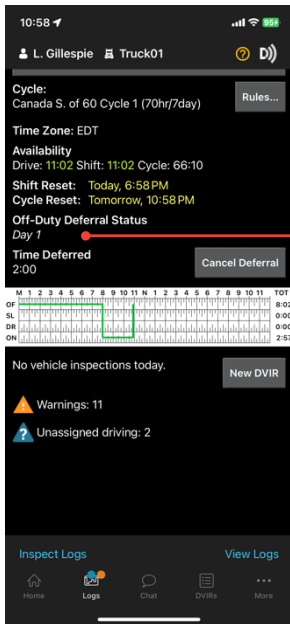 10:58
95+
L. Gillespie Truck01
Cycle:
Canada S. of 60 Cycle 1 (70hr/7day)
Rules...
Time Zone: EDT
Availability
Drive: 11:02 Shift: 11:02 Cycle: 66:10
Shift Reset: Today, 6:58 PM
Cycle Reset: Tomorrow, 10:58 PM
Off-Duty Deferral Status
Day 1
Time Deferred
2:00
Cancel Deferral
M 1 2 3 4 5 6 7 8 9 10 11 N 1 2 3 4 5 6 7 8 9 10 11 TOT
OF 8:02
SL 0:00
DR 0:00
ON 2:57
No vehicle inspections today.
New DVIR
Warnings: 11
Unassigned driving: 2
Inspect Logs View Logs
Home Logs Chat DVIRs More